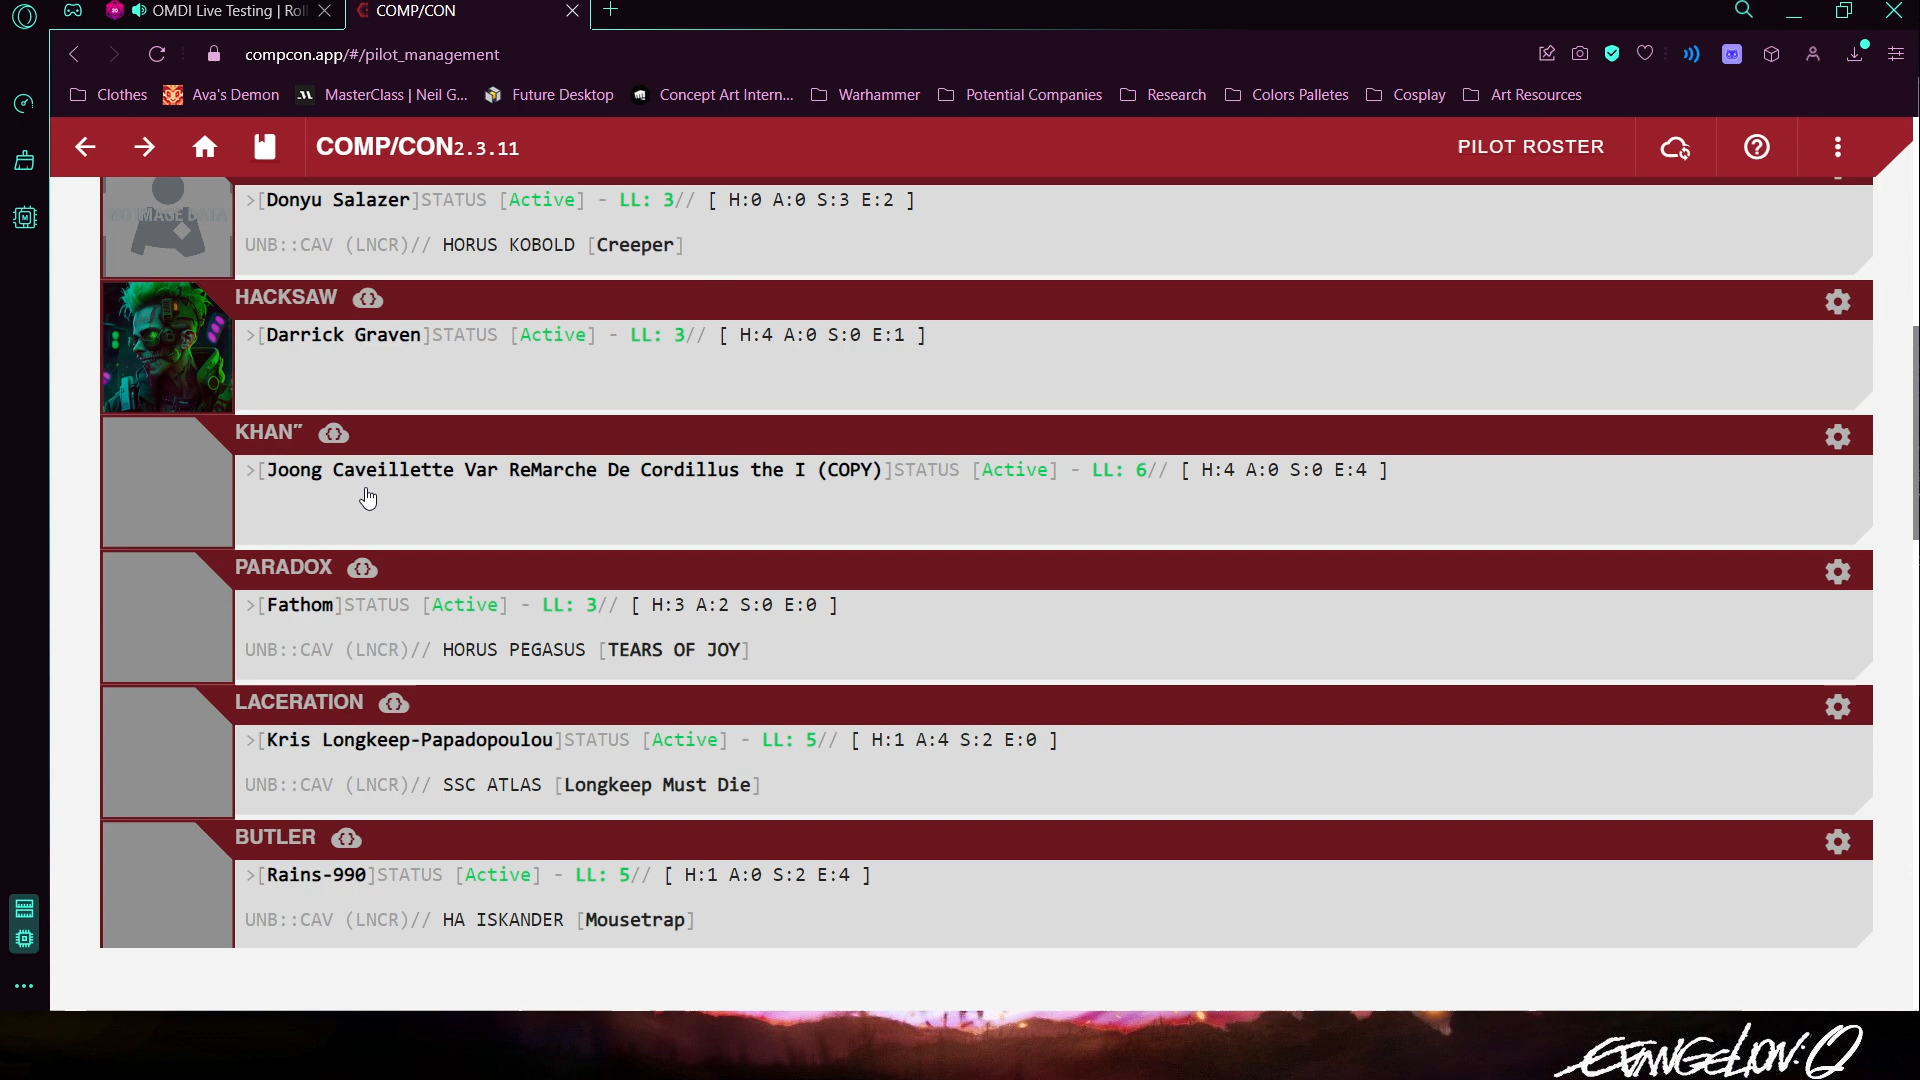 OMDI Live Testing | Rol
COMP/CON
compcon.app/#/pilot_management
Clothes
Ava's Demon
MasterClass | Neil G...
Future Desktop
Concept Art Intern...
Warhammer
Potential Companies
Research
Colors Palletes
Cosplay
Art Resources
COMP/CON2.3.11
PILOT ROSTER
NO IMAGE DATA
>[Donyu Salazer]STATUS [Active] - LL: 3// [ H:0 A:0 S:3 E:2 ]
UNB::CAV (LNCR)// HORUS KOBOLD [Creeper]
HACKSAW
>[Darrick Graven]STATUS [Active] - LL: 3// [ H:4 A:0 S:0 E:1 ]
KHAN”
>[Joong Caveillette Var ReMarche De Cordillus the I (COPY)]STATUS [Active] - LL: 6// [ H:4 A:0 S:0 E:4 ]
PARADOX
>[Fathom]STATUS [Active] - LL: 3// [ H:3 A:2 S:0 E:0 ]
UNB::CAV (LNCR)// HORUS PEGASUS [TEARS OF JOY]
LACERATION
>[Kris Longkeep-Papadopoulou]STATUS [Active] - LL: 5// [ H:1 A:4 S:2 E:0 ]
UNB::CAV (LNCR)// SSC ATLAS [Longkeep Must Die]
BUTLER
>[Rains-990]STATUS [Active] - LL: 5// [ H:1 A:0 S:2 E:4 ]
UNB::CAV (LNCR)// HA ISKANDER [Mousetrap]
EVANGELION:Q